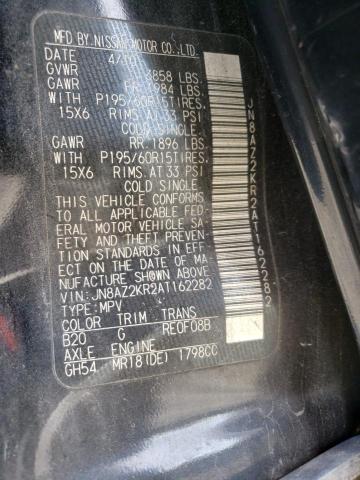 MFD BY NISSAN MOTOR CO., LTD.
4/10
GVWR 3858 LBS.
GAWR FR. 1984 LBS.
WITH P195/60R15TIRES.
15X6 RIMS.AT 33 PSI
COLD SINGLE.
GAWR RR. 1896 LBS.
WITH P195/60R15TIRES.
15X6 RIMS.AT 33 PSI
COLD SINGLE.
THIS VEHICLE CONFORMS
TO ALL APPLICABLE FED-
ERAL MOTOR VEHICLE SA-
FETY AND THEFT PREVEN-
TION STANDARDS IN EFF-
ECT ON THE DATE OF MA-
NUFACTURE SHOWN ABOVE.
VIN: JN8AZ2KR2AT162282
TYPE: MPV
COLOR TRIM TRANS
B20 G RE0F08B
AXLE ENGINE
GH54 MR18(DE) 1798CC
JN8AZ2KR2AT162282